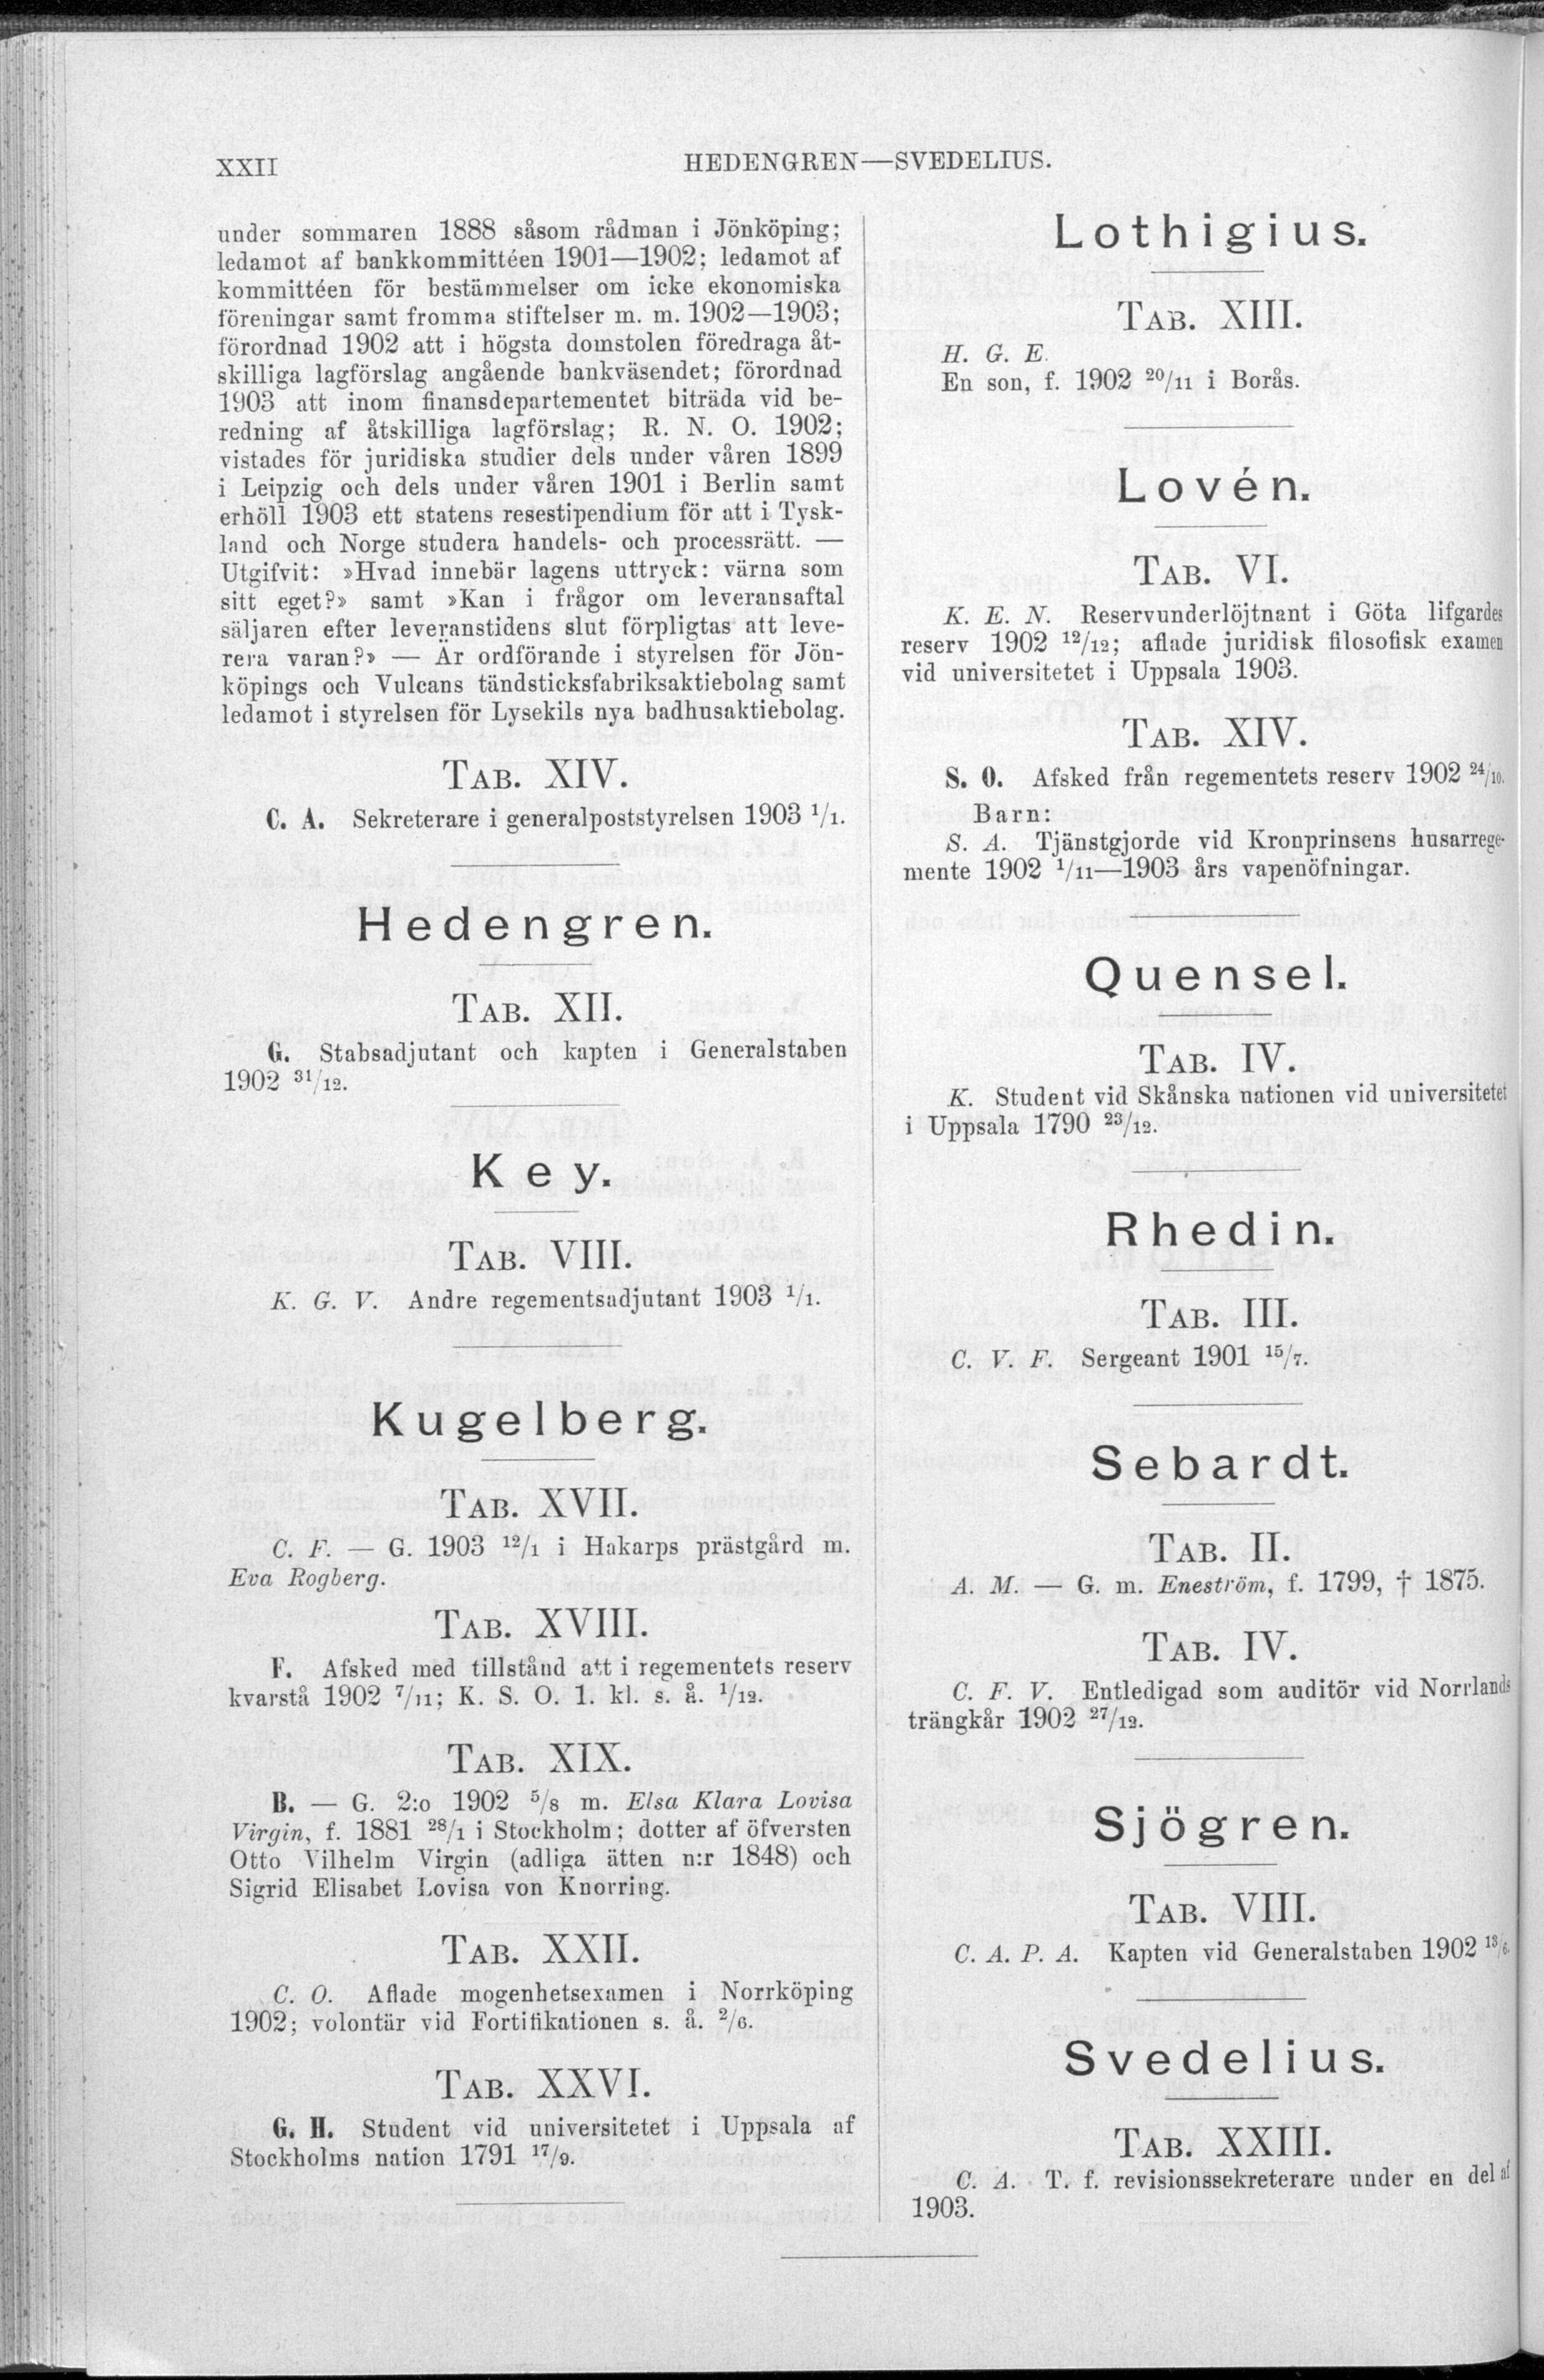 XXII
HEDENGREN—SVEDELIUS.
under sommaren 1888 såsom rådman i Jönköping;
ledamot af bankkommittéen 1901—1902; ledamot af
kommittéen för bestämmelser om icke ekonomiska
föreningar samt fromma stiftelser m. m. 1902—1903;
förordnad 1902 att i högsta domstolen föredraga åt-
skilliga lagförslag angående bankväsendet; förordnad
1903 att inom finansdepartementet biträda vid be-
redning af åtskilliga lagförslag; R. N. O. 1902;
vistades för juridiska studier dels under våren 1899
i Leipzig och dels under våren 1901 i Berlin samt
erhöll 1903 ett statens resestipendium för att i Tysk-
land och Norge studera handels- och processrätt. —
Utgifvit: »Hvad innebär lagens uttryck: värna som
sitt eget?» samt »Kan i frågor om leveransaftal
säljaren efter leveranstidens slut förpligtas att leve-
rera varan?» — Är ordförande i styrelsen för Jön-
köpings och Vulcans tändsticksfabriksaktiebolag samt
ledamot i styrelsen för Lysekils nya badhusaktiebolag.
TAB. XIV.
C. A. Sekreterare i generalpoststyrelsen 1903 1/1.
Hedengren.
TAB. XII.
G. Stabsadjutant och kapten i Generalstaben
1902 31/12.
Key.
TAB. VIII.
K. G. V. Andre regementsadjutant 1903 1/1.
Kugelberg.
TAB. XVII.
C. F. — G. 1903 12/1 i Hakarps prästgård m.
Eva Rogberg.
TAB. XVIII.
F. Afsked med tillstånd att i regementets reserv
kvarstå 1902 7/11; K. S. O. 1. kl. s. å. 1/12.
TAB. XIX.
B. — G. 2:o 1902 5/8 m. Elsa Klara Lovisa
Virgin, f. 1881 28/1 i Stockholm; dotter af öfversten
Otto Vilhelm Virgin (adliga ätten n:r 1848) och
Sigrid Elisabet Lovisa von Knorring.
TAB. XXII.
C. O. Aflade mogenhetsexamen i Norrköping
1902; volontär vid Fortifikationen s. å. 2/6.
TAB. XXVI.
G. H. Student vid universitetet i Uppsala af
Stockholms nation 1791 17/9.
Lothigius.
TAB. XIII.
H. G. E.
En son, f. 1902 20/11 i Borås.
Lovén.
TAB. VI.
K. E. N. Reservunderlöjtnant i Göta lifgardes
reserv 1902 12/12; aflade juridisk filosofisk examen
vid universitetet i Uppsala 1903.
TAB. XIV.
S. O. Afsked från regementets reserv 1902 24/10.
Barn:
S. A. Tjänstgjorde vid Kronprinsens husarrege-
mente 1902 1/11—1903 års vapenöfningar.
Quensel.
TAB. IV.
K. Student vid Skånska nationen vid universitetet
i Uppsala 1790 23/12.
Rhedin.
TAB. III.
C. V. F. Sergeant 1901 15/7.
Sebardt.
TAB. II.
A. M. — G. m. Eneström, f. 1799, † 1875.
TAB. IV.
C. F. V. Entledigad som auditör vid Norrlands
trängkår 1902 27/12.
Sjögren.
TAB. VIII.
C. A. P. A. Kapten vid Generalstaben 1902 13/6.
Svedelius.
TAB. XXIII.
C. A. T. f. revisionssekreterare under en del af
1903.